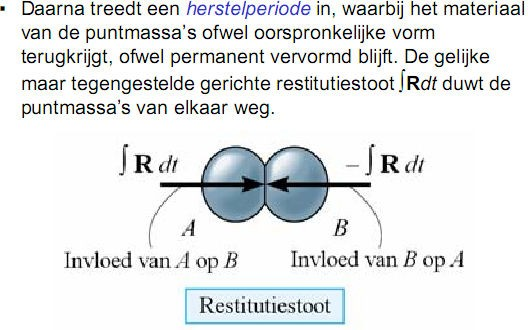 ▪ Daarna treedt een herstelperiode in, waarbij het materiaal
van de puntmassa’s ofwel oorspronkelijke vorm
terugkrijgt, ofwel permanent vervormd blijft. De gelijke
maar tegengestelde gerichte restitutiestoot ∫Rdt duwt de
puntmassa’s van elkaar weg.
∫ R dt
− ∫ R dt
A
B
Invloed van A op B
Invloed van B op A
Restitutiestoot